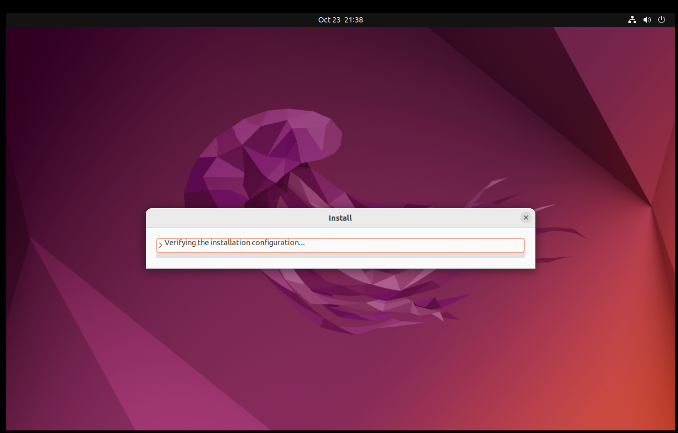 Oct 23 21:38
Install
Verifying the installation configuration...